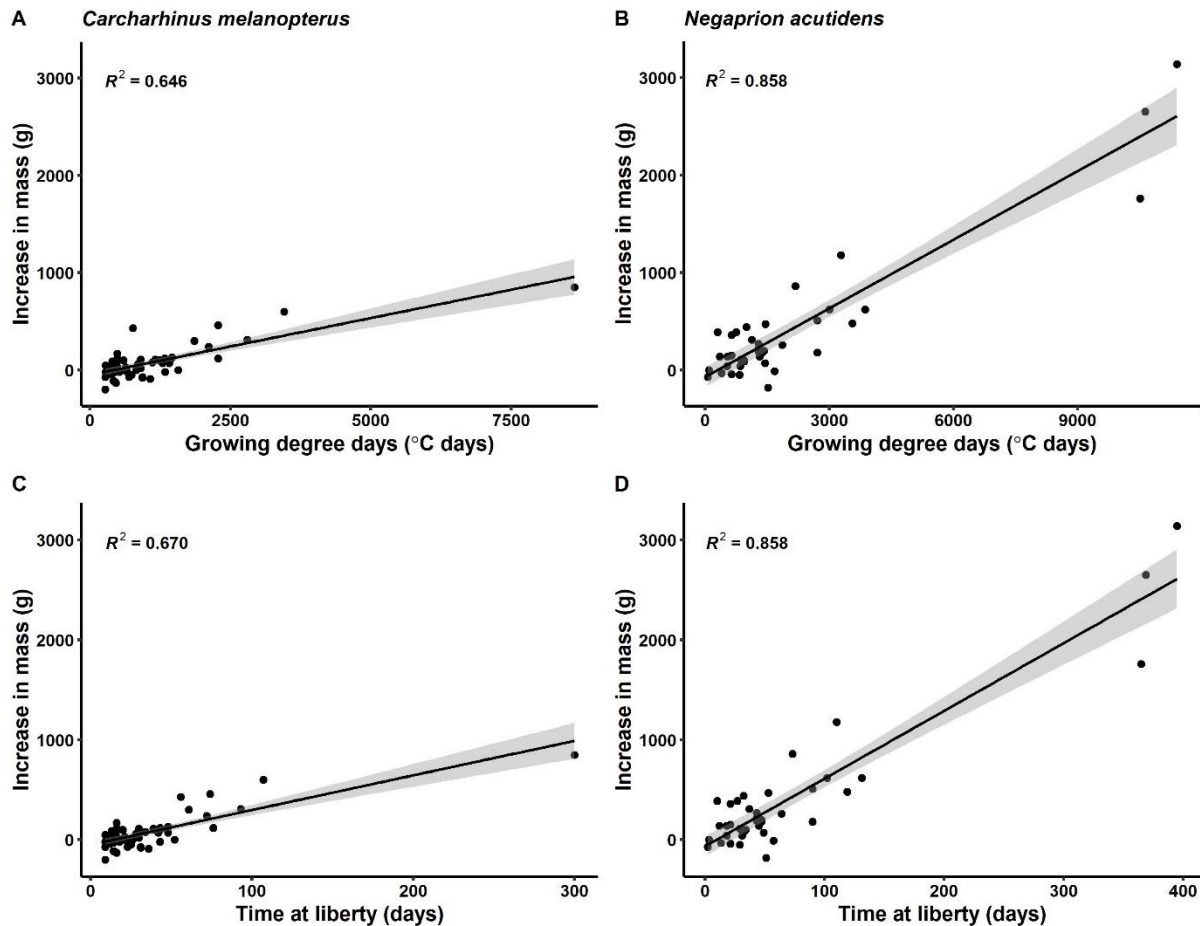 A Carcharhinus melanopterus
R² = 0.646
3000
2000
1000
0
Increase in mass (g)
0 2500 5000 7500
Growing degree days (°C days)
B Negaprion acutidens
R² = 0.858
3000
2000
1000
0
Increase in mass (g)
0 3000 6000 9000
Growing degree days (°C days)
C
R² = 0.670
3000
2000
1000
0
Increase in mass (g)
0 100 200 300
Time at liberty (days)
D
R² = 0.858
3000
2000
1000
0
Increase in mass (g)
0 100 200 300 400
Time at liberty (days)